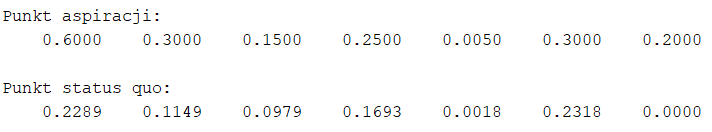 Punkt aspiracji:
0.6000 0.3000 0.1500 0.2500 0.0050 0.3000 0.2000
Punkt status quo:
0.2289 0.1149 0.0979 0.1693 0.0018 0.2318 0.0000